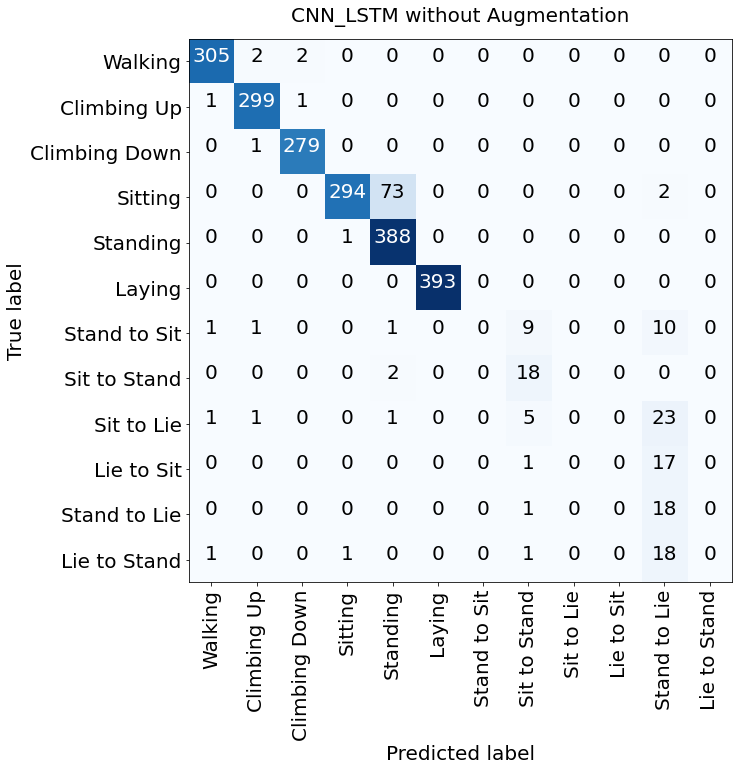 CNN_LSTM without Augmentation
Walking 305 2 2 0 0 0 0 0 0 0 0 0
Climbing Up 1 299 1 0 0 0 0 0 0 0 0 0
Climbing Down 0 1 279 0 0 0 0 0 0 0 0 0
Sitting 0 0 0 294 73 0 0 0 0 0 2 0
Standing 0 0 0 1 388 0 0 0 0 0 0 0
Laying 0 0 0 0 0 393 0 0 0 0 0 0
Stand to Sit 1 1 0 0 1 0 0 9 0 0 10 0
Sit to Stand 0 0 0 0 2 0 0 18 0 0 0 0
Sit to Lie 1 1 0 0 1 0 0 5 0 0 23 0
Lie to Sit 0 0 0 0 0 0 0 1 0 0 17 0
Stand to Lie 0 0 0 0 0 0 0 1 0 0 18 0
Lie to Stand 1 0 0 1 0 0 0 1 0 0 18 0
True label
Walking
Climbing Up
Climbing Down
Sitting
Standing
Laying
Stand to Sit
Sit to Stand
Sit to Lie
Lie to Sit
Stand to Lie
Lie to Stand
Predicted label